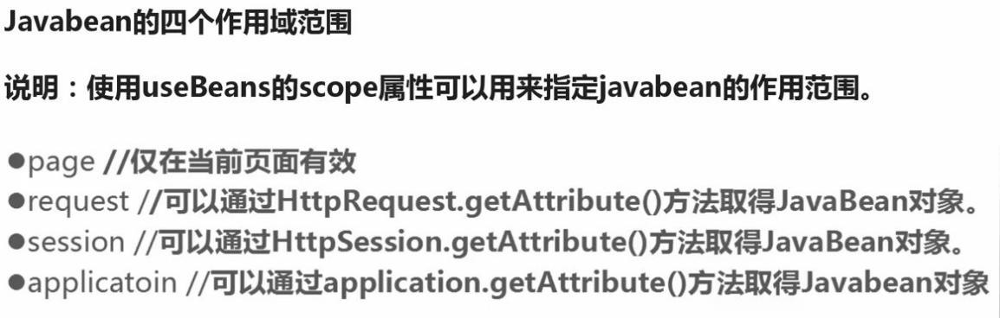 Javabean的四个作用域范围
说明：使用useBeans的scope属性可以用来指定javabean的作用范围。
●page //仅在当前页面有效
●request //可以通过HttpRequest.getAttribute()方法取得JavaBean对象。
●session //可以通过HttpSession.getAttribute()方法取得JavaBean对象。
●applicatoin //可以通过application.getAttribute()方法取得Javabean对象